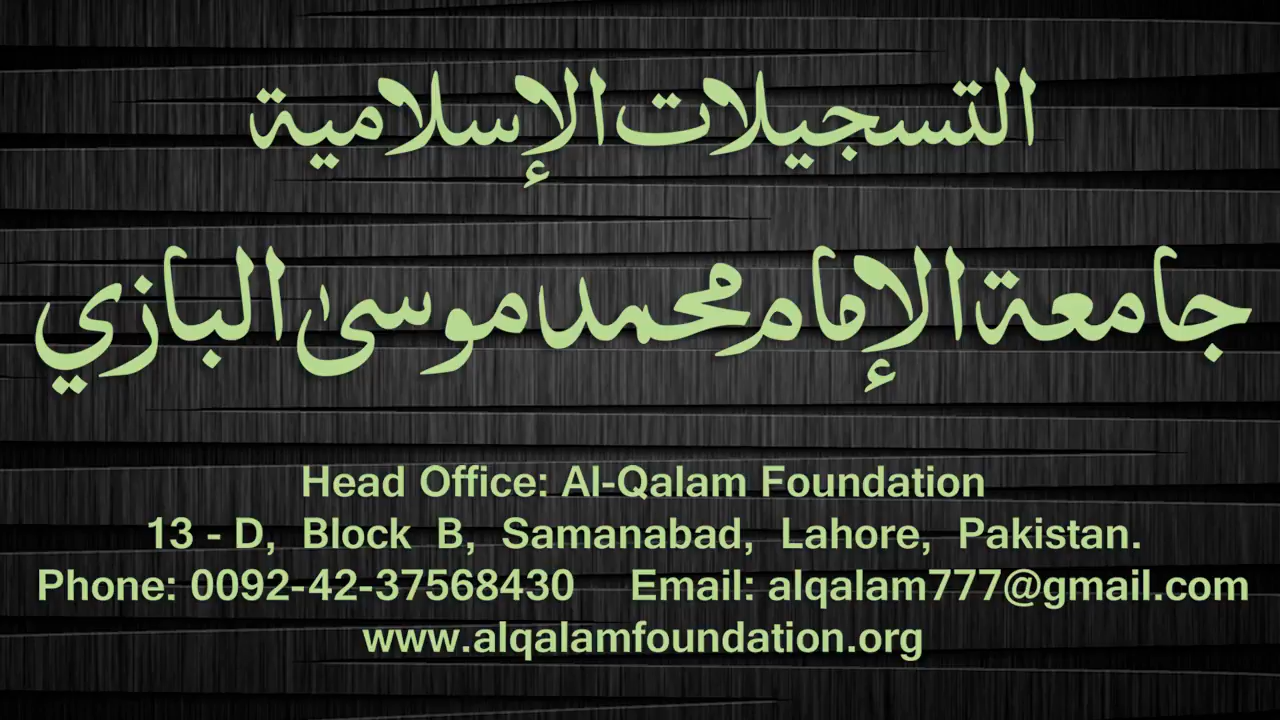 التسجيلات الإسلامية
جامعة الإمام محمد موسیٰ البازي
Head Office: Al-Qalam Foundation
13 - D, Block B, Samanabad, Lahore, Pakistan.
Phone: 0092-42-37568430 Email: alqalam777@gmail.com
www.alqalamfoundation.org